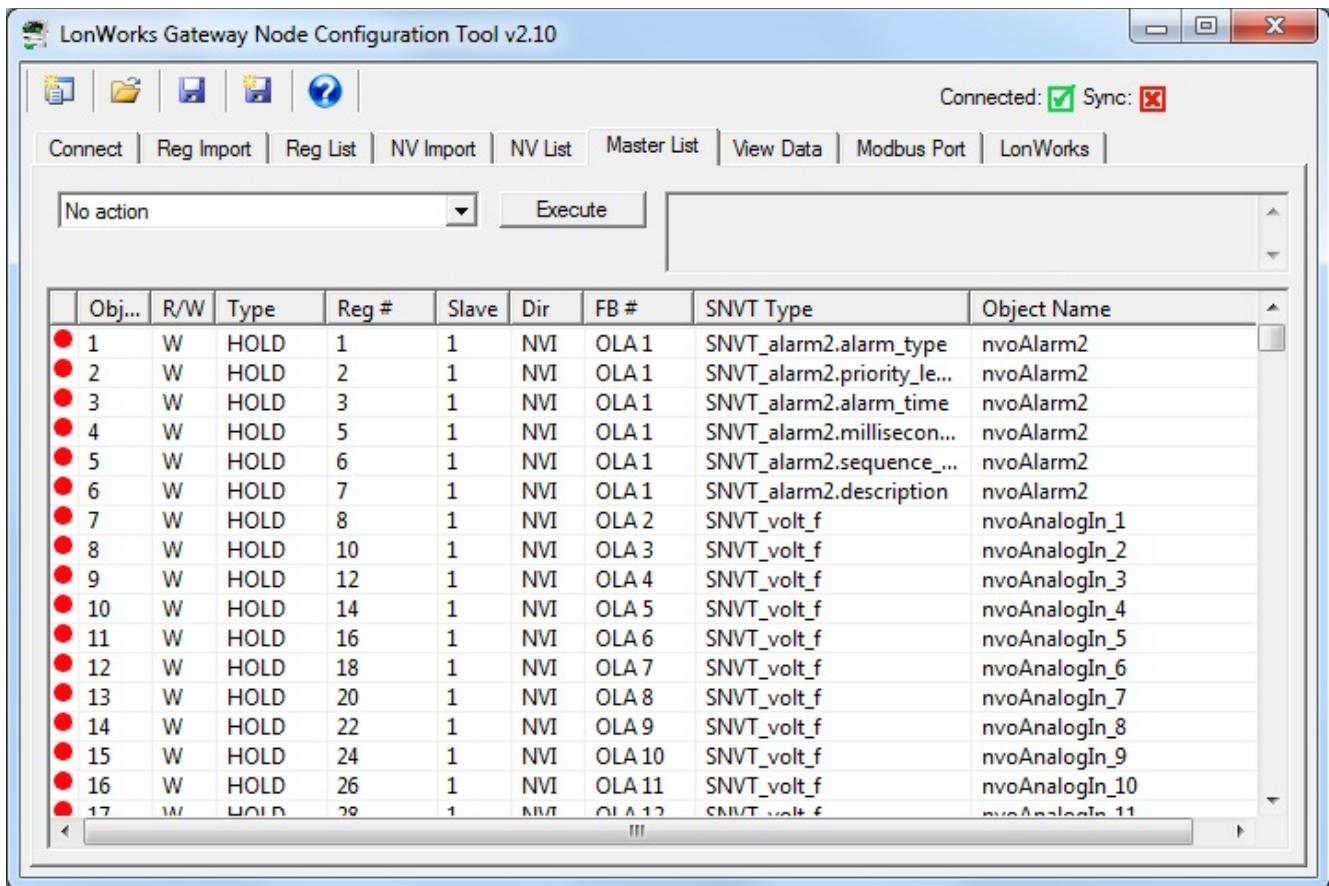 LonWorks Gateway Node Configuration Tool v2.10
Connected: Sync:
Connect Reg Import Reg List NV Import NV List Master List View Data Modbus Port LonWorks
No action Execute
Obj... R/W Type Reg # Slave Dir FB # SNVT Type Object Name
1 W HOLD 1 1 NVI OLA 1 SNVT_alarm2.alarm_type nvoAlarm2
2 W HOLD 2 1 NVI OLA 1 SNVT_alarm2.priority_le... nvoAlarm2
3 W HOLD 3 1 NVI OLA 1 SNVT_alarm2.alarm_time nvoAlarm2
4 W HOLD 5 1 NVI OLA 1 SNVT_alarm2.millisecon... nvoAlarm2
5 W HOLD 6 1 NVI OLA 1 SNVT_alarm2.sequence_... nvoAlarm2
6 W HOLD 7 1 NVI OLA 1 SNVT_alarm2.description nvoAlarm2
7 W HOLD 8 1 NVI OLA 2 SNVT_volt_f nvoAnalogIn_1
8 W HOLD 10 1 NVI OLA 3 SNVT_volt_f nvoAnalogIn_2
9 W HOLD 12 1 NVI OLA 4 SNVT_volt_f nvoAnalogIn_3
10 W HOLD 14 1 NVI OLA 5 SNVT_volt_f nvoAnalogIn_4
11 W HOLD 16 1 NVI OLA 6 SNVT_volt_f nvoAnalogIn_5
12 W HOLD 18 1 NVI OLA 7 SNVT_volt_f nvoAnalogIn_6
13 W HOLD 20 1 NVI OLA 8 SNVT_volt_f nvoAnalogIn_7
14 W HOLD 22 1 NVI OLA 9 SNVT_volt_f nvoAnalogIn_8
15 W HOLD 24 1 NVI OLA 10 SNVT_volt_f nvoAnalogIn_9
16 W HOLD 26 1 NVI OLA 11 SNVT_volt_f nvoAnalogIn_10
17 W HOLD 28 1 NVI OLA 12 SNVT_volt_f nvoAnalogIn_11